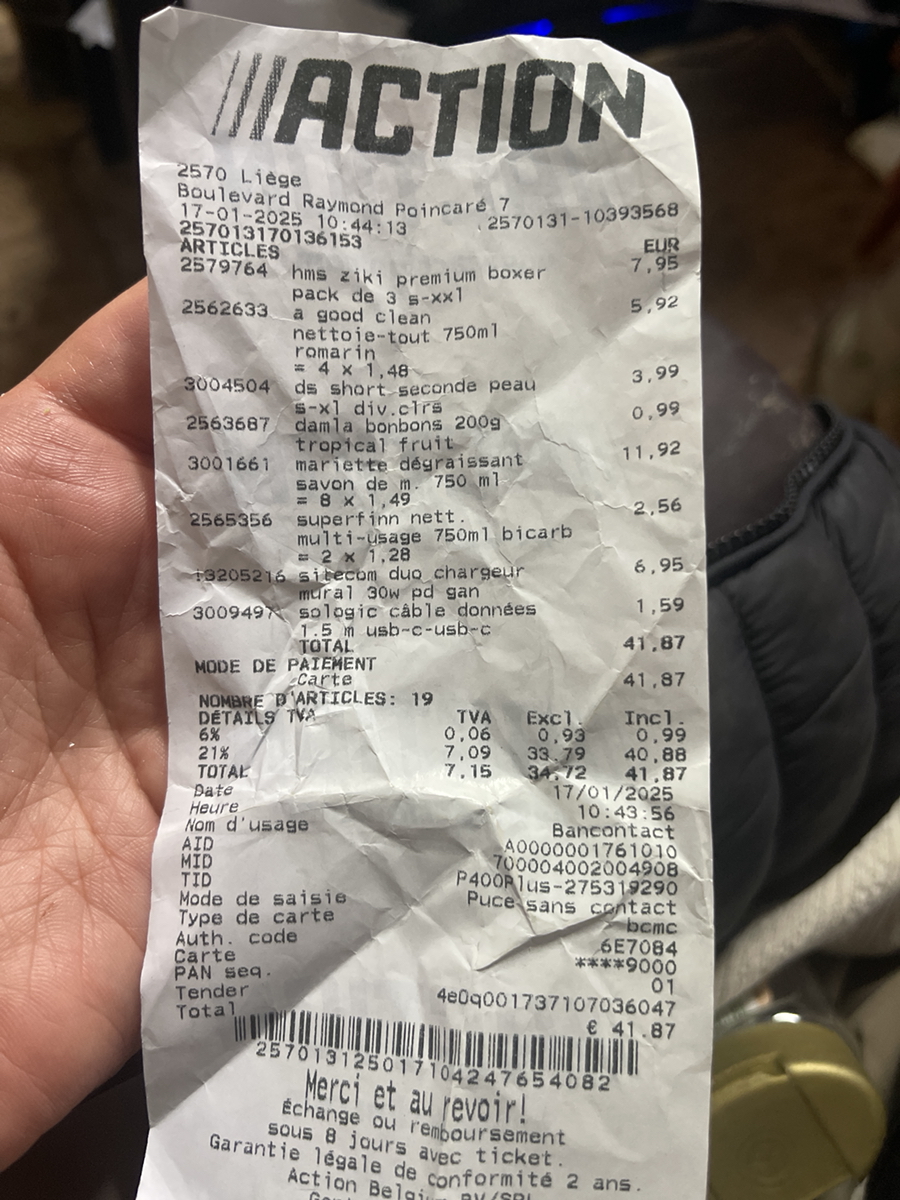 ///ACTION
2570 Liège
Boulevard Raymond Poincaré 7
17-01-2025 10:44:13 2570131-10393568
257013170136153
ARTICLES EUR
2579764 hms ziki premium boxer 7,95
pack de 3 s-xxl
2562633 a good clean 5,92
nettoie-tout 750ml
romarin
= 4 x 1,48
3004504 ds short seconde peau 3,99
s-xl div.clrs
2563687 damla bonbons 200g 0,99
tropical fruit
3001661 mariette dégraissant 11,92
savon de m. 750 ml
= 8 x 1,49
2565356 superfinn nett. 2,56
multi-usage 750ml bicarb
= 2 x 1,28
13205216 sitecom duo chargeur 6,95
mural 30w pd gan
3009497 sologic câble données 1,59
1.5 m usb-c-usb-c
TOTAL 41,87
MODE DE PAIEMENT
Carte 41,87
NOMBRE D'ARTICLES: 19
DÉTAILS TVA TVA Excl. Incl.
6% 0,06 0,93 0,99
21% 7,09 33,79 40,88
TOTAL 7,15 34,72 41,87
Date 17/01/2025
Heure 10:43:56
Nom d'usage Bancontact
AID A0000001761010
MID 700004002004908
TID P400Plus-275319290
Mode de saisie Puce sans contact
Type de carte bcmc
Auth. code 6E7084
Carte ****9000
PAN seq. 01
Tender 4e0q001737107036047
Total € 41.87
257013125017104247654082
Merci et au revoir!
Échange ou remboursement
sous 8 jours avec ticket.
Garantie légale de conformité 2 ans.
Action Belgi BV/SRL